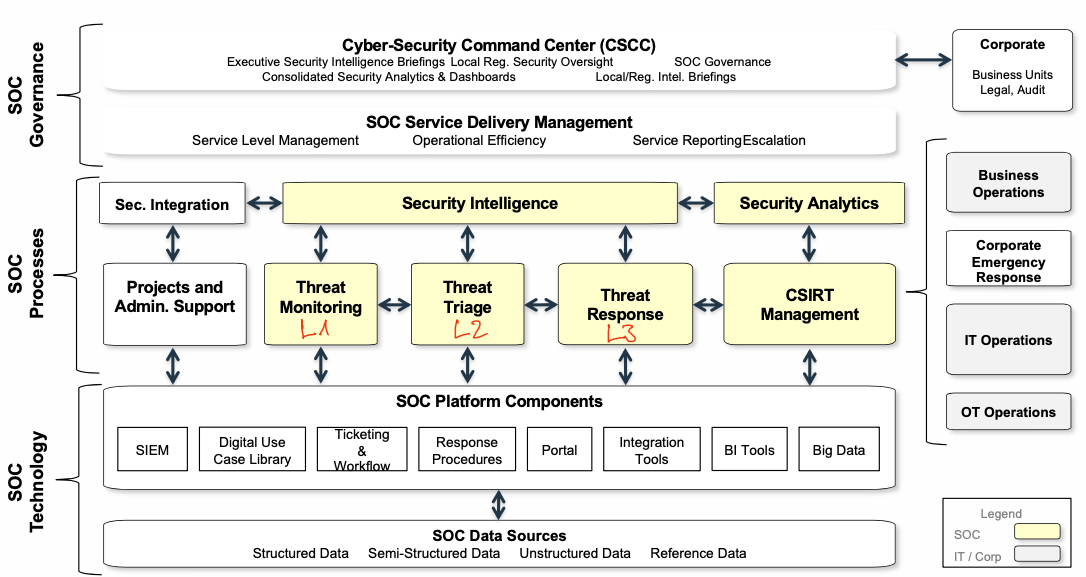 SOC
Governance
Cyber-Security Command Center (CSCC)
Executive Security Intelligence Briefings Local Reg. Security Oversight SOC Governance
Consolidated Security Analytics & Dashboards Local/Reg. Intel. Briefings
Corporate
Business Units
Legal, Audit
SOC Service Delivery Management
Service Level Management Operational Efficiency Service ReportingEscalation
SOC
Processes
Sec. Integration
Security Intelligence
Security Analytics
Projects and
Admin. Support
Threat
Monitoring
L1
Threat
Triage
L2
Threat
Response
L3
CSIRT
Management
Business
Operations
Corporate
Emergency
Response
IT Operations
OT Operations
SOC
Technology
SOC Platform Components
SIEM
Digital Use
Case Library
Ticketing
&
Workflow
Response
Procedures
Portal
Integration
Tools
BI Tools
Big Data
SOC Data Sources
Structured Data Semi-Structured Data Unstructured Data Reference Data
Legend
SOC
IT / Corp